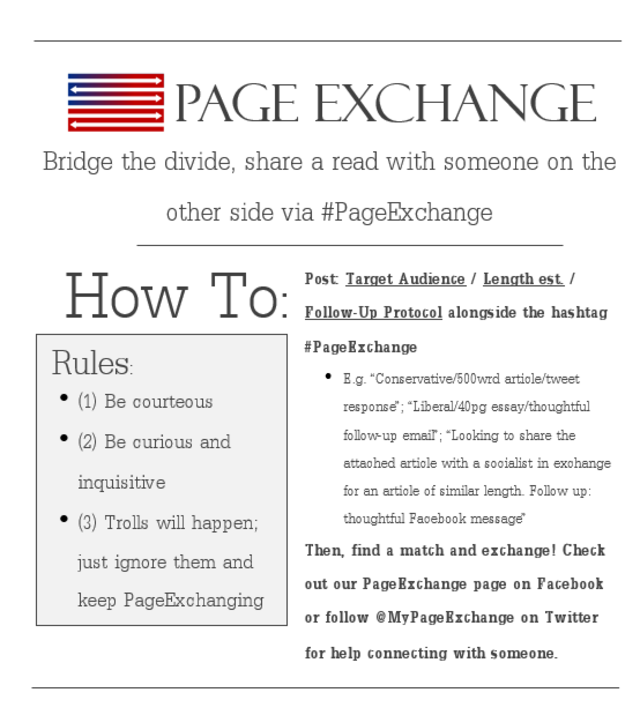 PAGE EXCHANGE
Bridge the divide, share a read with someone on the
other side via #PageExchange
How To:
Rules:
• (1) Be courteous
• (2) Be curious and
inquisitive
• (3) Trolls will happen;
just ignore them and
keep PageExchanging
Post: Target Audience / Length est. /
Follow-Up Protocol alongside the hashtag
#PageExchange
• E.g. “Conservative/500wrd article/tweet
response”; “Liberal/40pg essay/thoughtful
follow-up email”; “Looking to share the
attached article with a socialist in exchange
for an article of similar length. Follow up:
thoughtful Facebook message”
Then, find a match and exchange! Check
out our PageExchange page on Facebook
or follow @MyPageExchange on Twitter
for help connecting with someone.